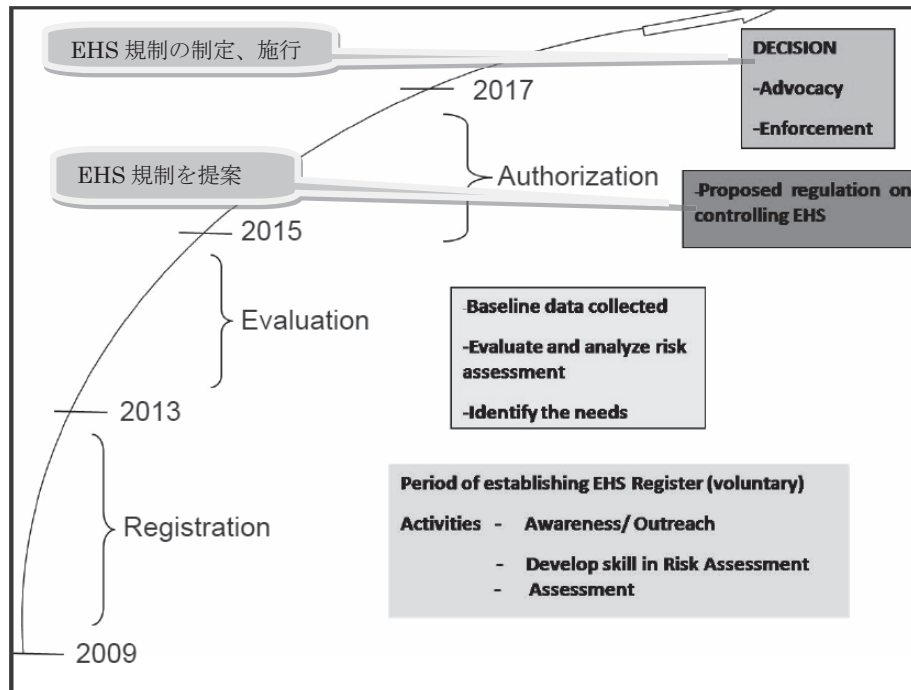 EHS 規制の制定、施行
DECISION
-Advocacy
-Enforcement
2017
EHS 規制を提案
Authorization
-Proposed regulation on
controlling EHS
2015
Evaluation
-Baseline data collected
-Evaluate and analyze risk
assessment
-Identify the needs
2013
Period of establishing EHS Register (voluntary)
Activities - Awareness/ Outreach
- Develop skill in Risk Assessment
- Assessment
Registration
2009